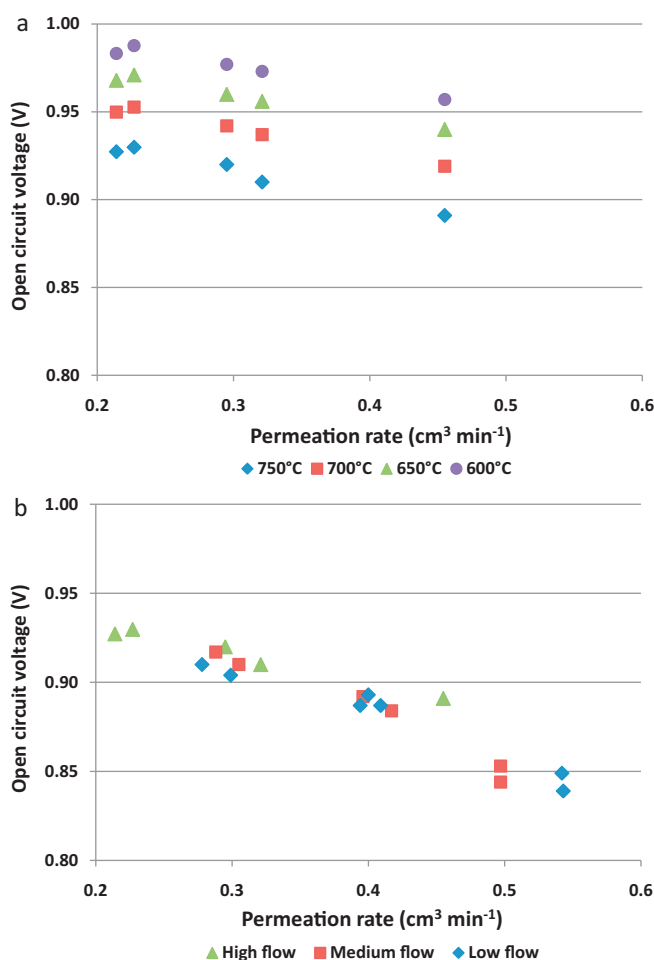 a
1.00
0.95
0.90
0.85
0.80
Open circuit voltage (V)
0.2 0.3 0.4 0.5 0.6
Permeation rate (cm³ min⁻¹)
750°C 700°C 650°C 600°C
b
1.00
0.95
0.90
0.85
0.80
Open circuit voltage (V)
0.2 0.3 0.4 0.5 0.6
Permeation rate (cm³ min⁻¹)
High flow Medium flow Low flow